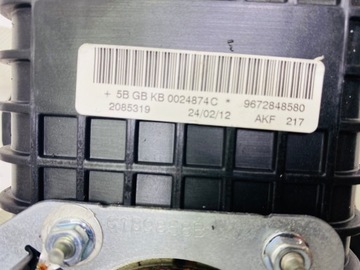 + 5B GB KB 0024874C * 9672848580
2085319 24/02/12 AKF 217